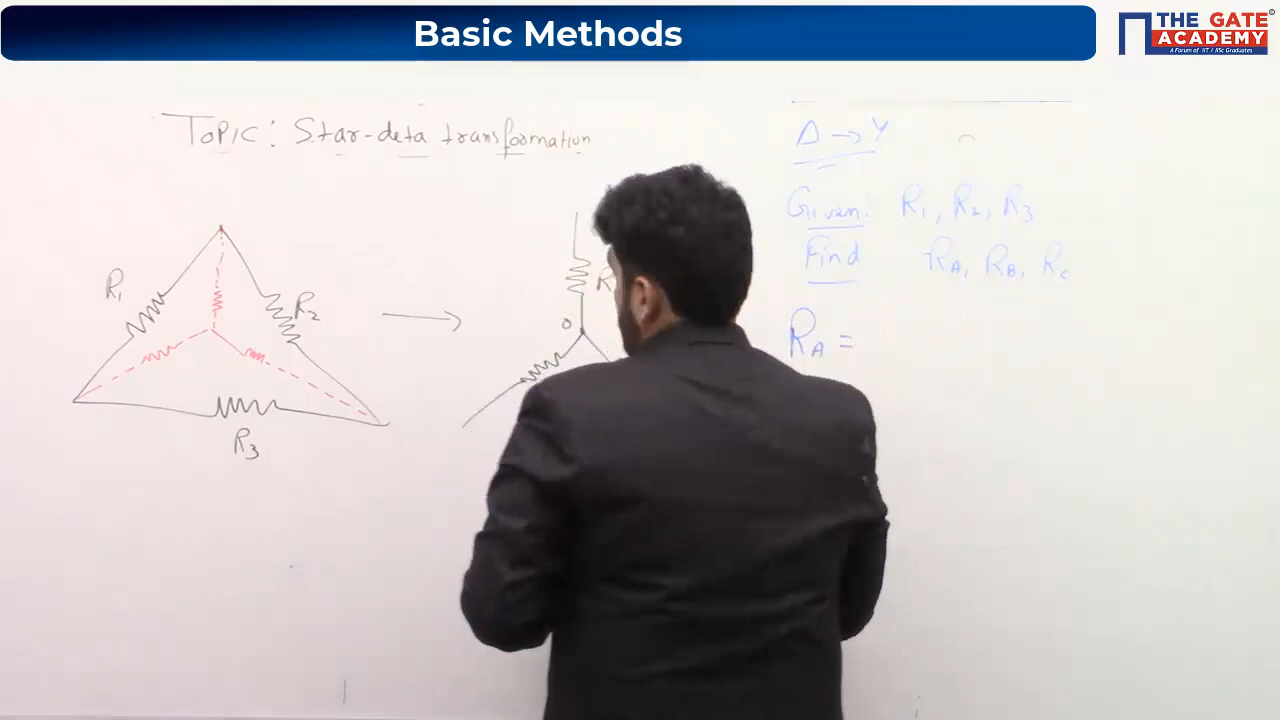 Basic Methods
THE GATE ACADEMY
A Forum of IIT / IISc Graduates
TOPIC: Star-deta transformation
Δ → Y
Given: R1, R2, R3
Find RA, RB, RC
RA =
R1
R2
R3
O
R